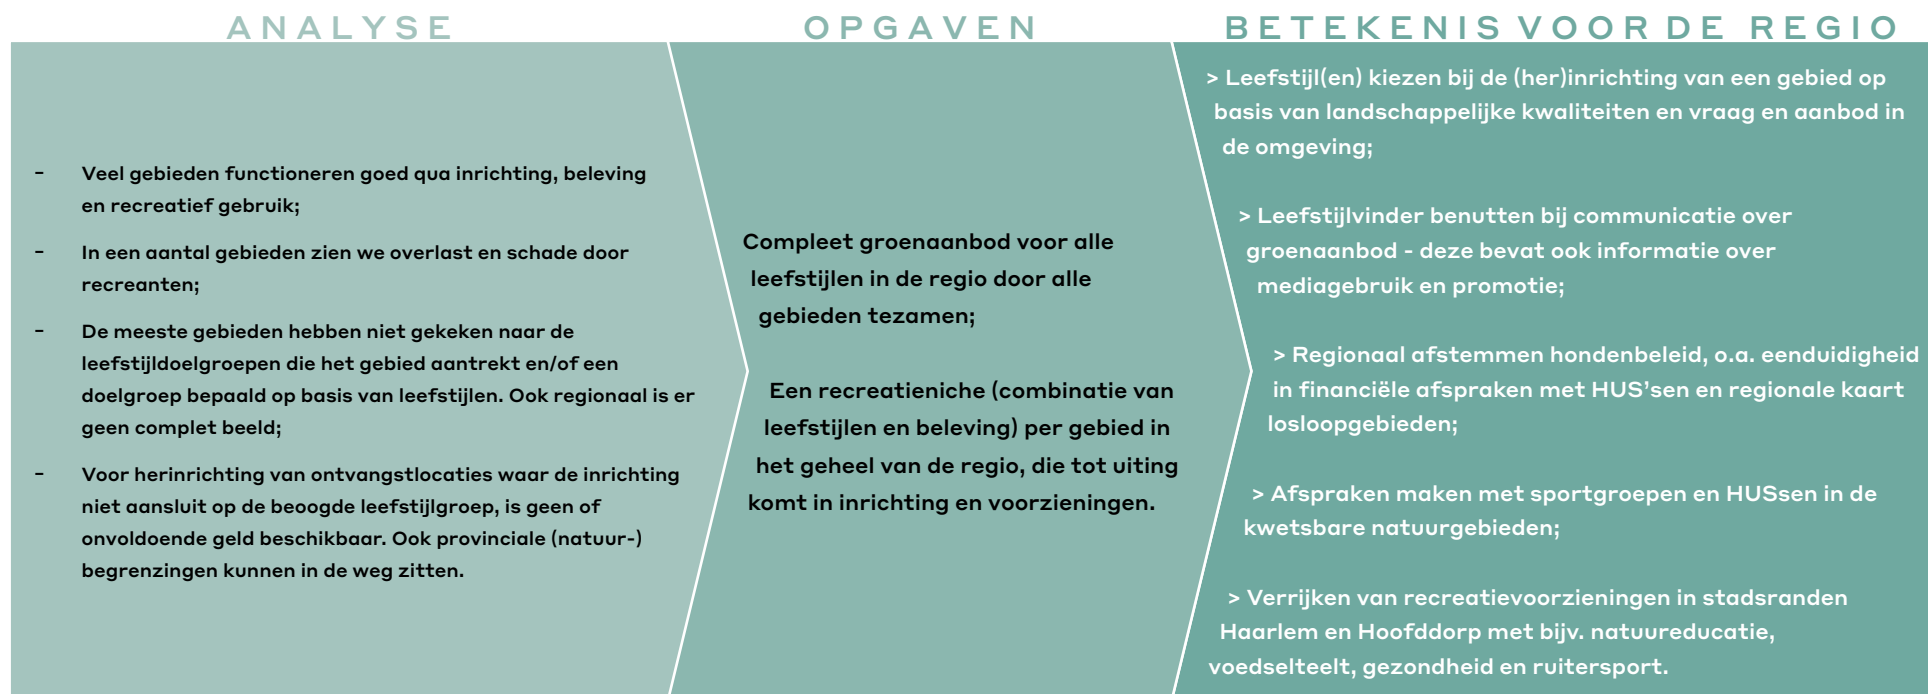 ANALYSE
OPGAVEN
BETEKENIS VOOR DE REGIO
- Veel gebieden functioneren goed qua inrichting, beleving
en recreatief gebruik;
- In een aantal gebieden zien we overlast en schade door
recreanten;
- De meeste gebieden hebben niet gekeken naar de
leefstijldoelgroepen die het gebied aantrekt en/of een
doelgroep bepaald op basis van leefstijlen. Ook regionaal is er
geen complet beeld;
- Voor herinrichting van ontvangstlocaties waar de inrichting
niet aansluit op de beoogde leefstijlgroep, is geen of
onvoldoende geld beschikbaar. Ook provinciale (natuur-)
begrenzingen kunnen in de weg zitten.
Compleet groenaanbod voor alle
leefstijlen in de regio door alle
gebieden tezamen;
Een recreatieniche (combinatie van
leefstijlen en beleving) per gebied in
het geheel van de regio, die tot uiting
komt in inrichting en voorzieningen.
> Leefstijl(en) kiezen bij de (her)inrichting van een gebied op
basis van landschappelijke kwaliteiten en vraag en aanbod in
de omgeving;
> Leefstijlvinder benutten bij communicatie over
groenaanbod - deze bevat ook informatie over
mediagebruik en promotie;
> Regionaal afstemmen hondenbeleid, o.a. eenduidigheid
in financiële afspraken met HUS'sen en regionale kaart
losloopgebieden;
> Afspraken maken met sportgroepen en HUSsen in de
kwetsbare natuurgebieden;
> Verrijken van recreatievoorzieningen in stadsranden
Haarlem en Hoofddorp met bijv. natuureducatie,
voedselteelt, gezondheid en ruitersport.